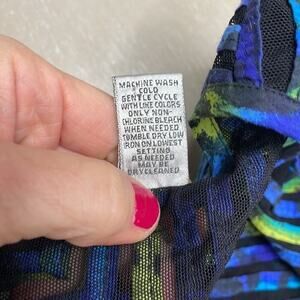 MACHINE WASH
COLD
GENTLE CYCLE
WITH LIKE COLORS
ONLY NON-
CHLORINE BLEACH
WHEN NEEDED
TUMBLE DRY LOW
IRON ON LOWEST
SETTING
AS NEEDED
MAY BE
DRYCLEANED